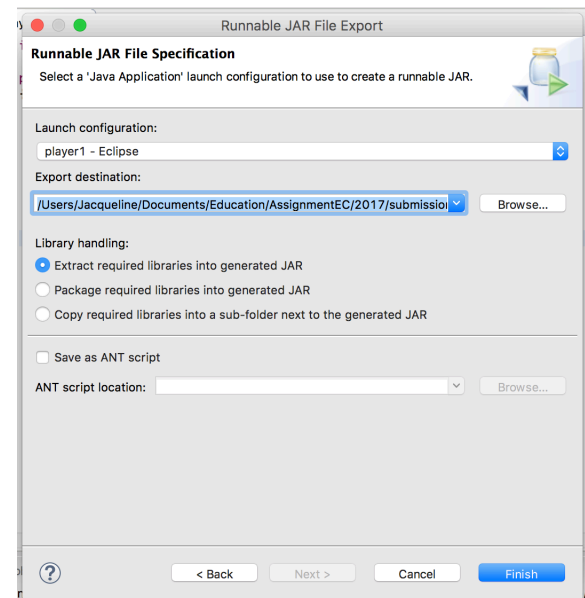 Runnable JAR File Export
Runnable JAR File Specification
Select a 'Java Application' launch configuration to use to create a runnable JAR.
Launch configuration:
player1 - Eclipse
Export destination:
/Users/Jacqueline/Documents/Education/AssignmentEC/2017/submission
Browse...
Library handling:
Extract required libraries into generated JAR
Package required libraries into generated JAR
Copy required libraries into a sub-folder next to the generated JAR
Save as ANT script
ANT script location:
Browse...
?
< Back
Next >
Cancel
Finish